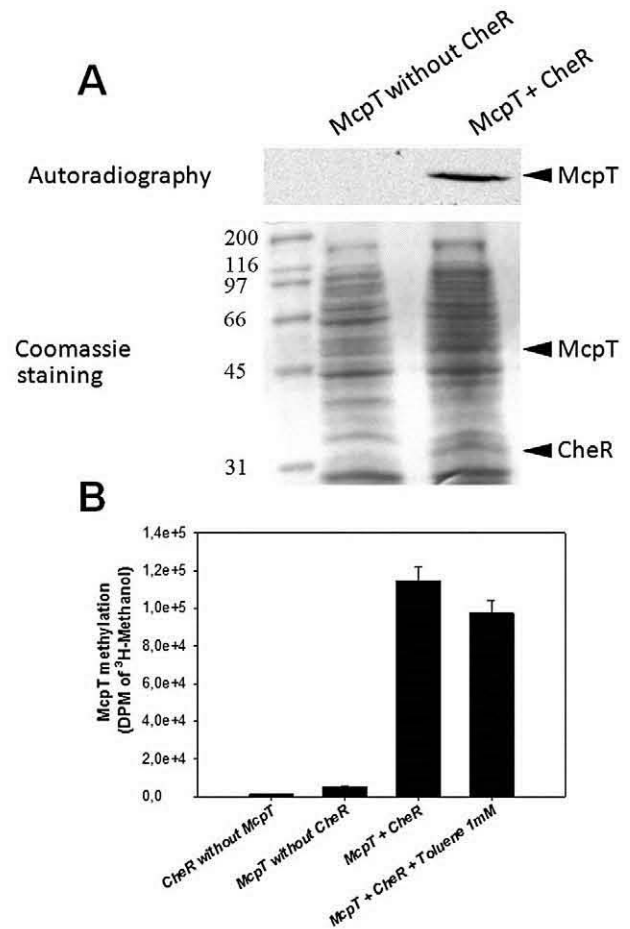 A
McpT without CheR
McpT + CheR
Autoradiography
McpT
200
116
97
66
45
31
Coomassie
staining
McpT
CheR
B
McpT methylation
(DPM of ³H-Methanol)
1,4e+5
1,2e+5
1,0e+5
8,0e+4
6,0e+4
4,0e+4
2,0e+4
0,0
CheR without McpT
McpT without CheR
McpT + CheR
McpT + CheR + Toluene 1mM